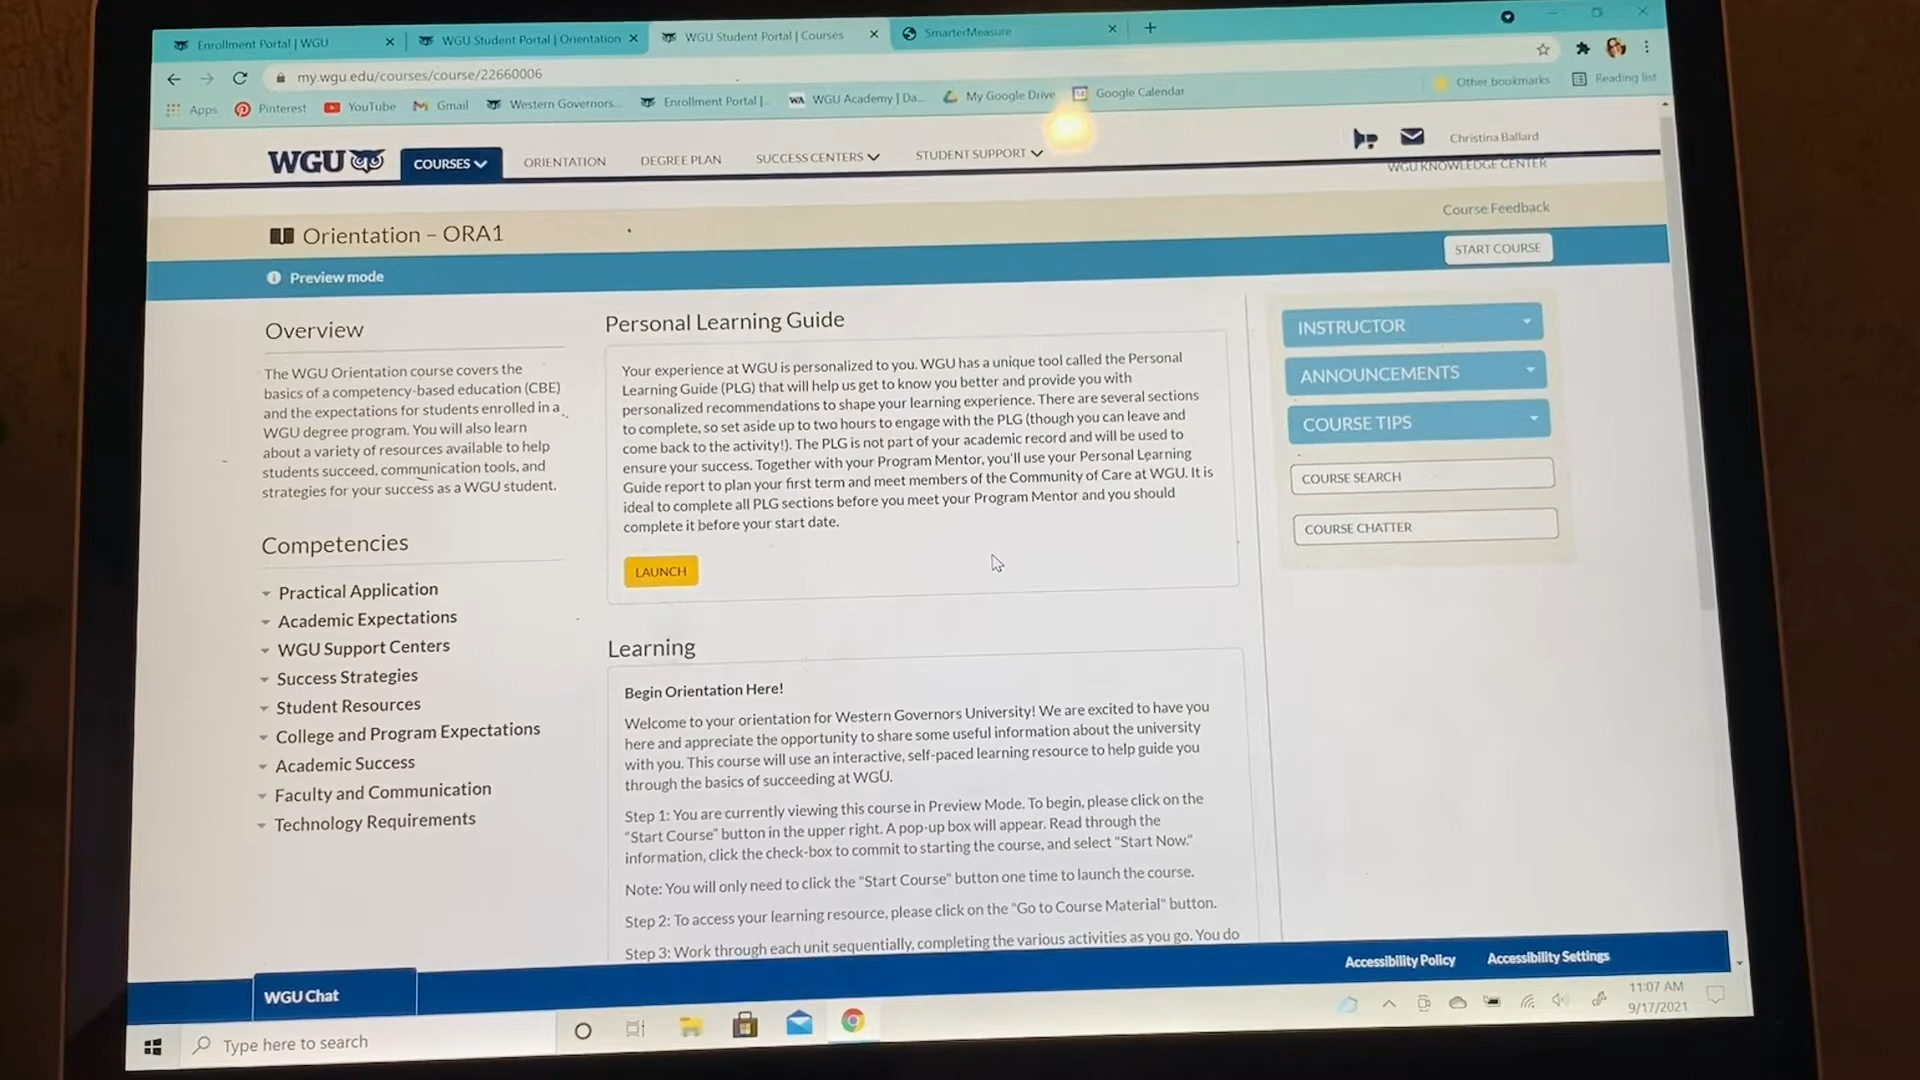 Enrollment Portal | WGU
WGU Student Portal | Orientation
WGU Student Portal | Courses
SmarterMeasure
my.wgu.edu/courses/course/22660006
Other bookmarks
Reading list
Apps
Pinterest
YouTube
Gmail
Western Governors...
Enrollment Portal |...
WA WGU Academy | Da...
My Google Drive
Google Calendar
WGU
COURSES
ORIENTATION
DEGREE PLAN
SUCCESS CENTERS
STUDENT SUPPORT
Christina Ballard
WGU KNOWLEDGE CENTER
Course Feedback
Orientation – ORA1
START COURSE
Preview mode
Overview
The WGU Orientation course covers the
basics of a competency-based education (CBE)
and the expectations for students enrolled in a
WGU degree program. You will also learn
about a variety of resources available to help
students succeed, communication tools, and
strategies for your success as a WGU student.
Competencies
Practical Application
Academic Expectations
WGU Support Centers
Success Strategies
Student Resources
College and Program Expectations
Academic Success
Faculty and Communication
Technology Requirements
Personal Learning Guide
Your experience at WGU is personalized to you. WGU has a unique tool called the Personal
Learning Guide (PLG) that will help us get to know you better and provide you with
personalized recommendations to shape your learning experience. There are several sections
to complete, so set aside up to two hours to engage with the PLG (though you can leave and
come back to the activity!). The PLG is not part of your academic record and will be used to
ensure your success. Together with your Program Mentor, you'll use your Personal Learning
Guide report to plan your first term and meet members of the Community of Care at WGU. It is
ideal to complete all PLG sections before you meet your Program Mentor and you should
complete it before your start date.
LAUNCH
Learning
Begin Orientation Here!
Welcome to your orientation for Western Governors University! We are excited to have you
here and appreciate the opportunity to share some useful information about the university
with you. This course will use an interactive, self-paced learning resource to help guide you
through the basics of succeeding at WGU.
Step 1: You are currently viewing this course in Preview Mode. To begin, please click on the
"Start Course" button in the upper right. A pop-up box will appear. Read through the
information, click the check-box to commit to starting the course, and select "Start Now."
Note: You will only need to click the "Start Course" button one time to launch the course.
Step 2: To access your learning resource, please click on the "Go to Course Material" button.
Step 3: Work through each unit sequentially, completing the various activities as you go. You do
INSTRUCTOR
ANNOUNCEMENTS
COURSE TIPS
COURSE SEARCH
COURSE CHATTER
Accessibility Policy
Accessibility Settings
WGU Chat
Type here to search
11:07 AM
9/17/2021